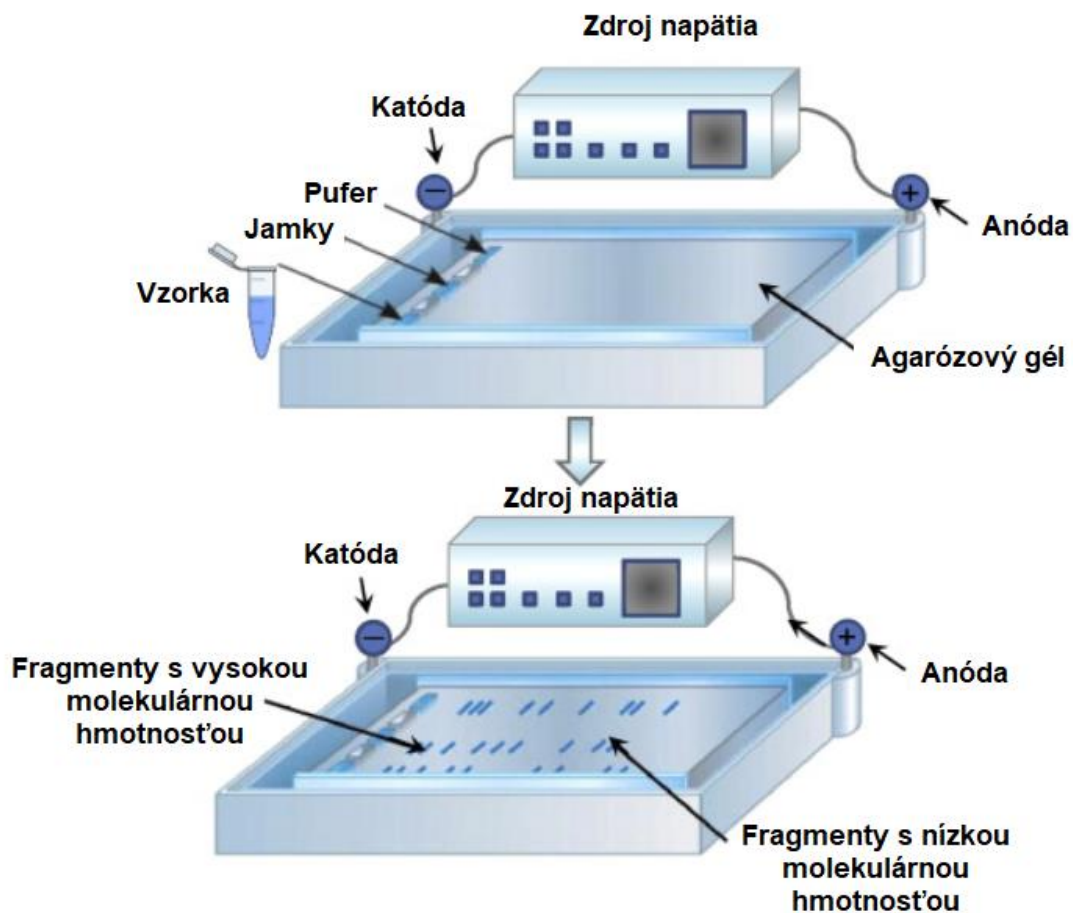 Zdroj napätia
Katóda
−
+
Pufer
Jamky
Anóda
Vzorka
Agarózový gél
Zdroj napätia
Katóda
−
+
Fragmenty s vysokou
molekulárnou
hmotnosťou
Anóda
Fragmenty s nízkou
molekulárnou
hmotnosťou